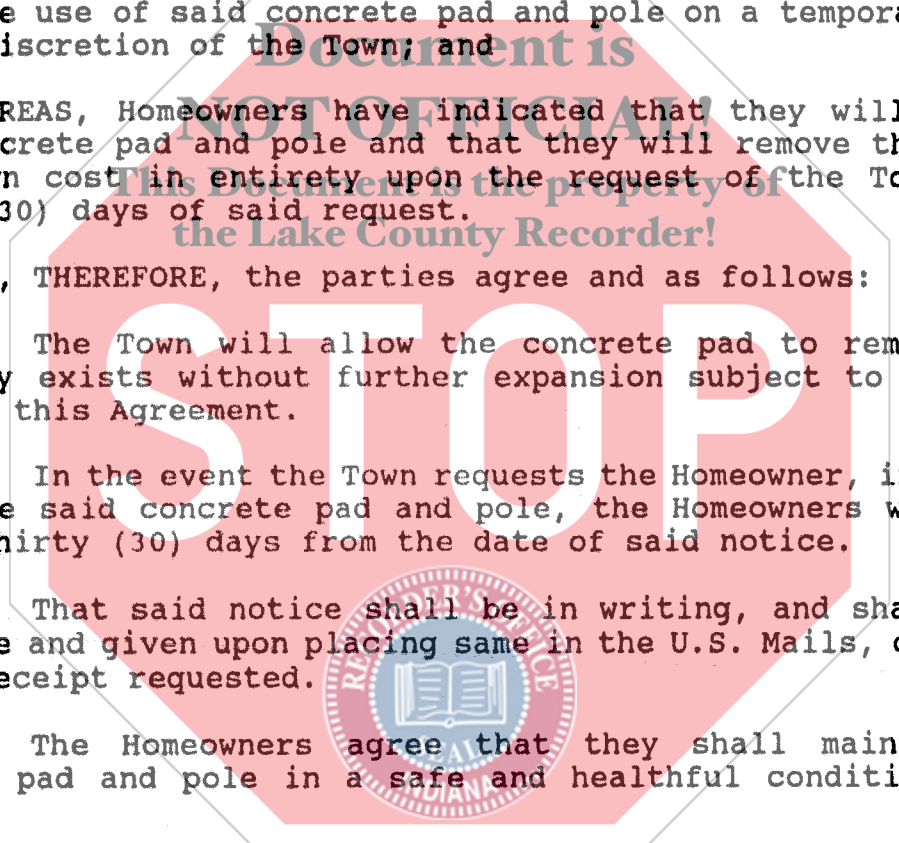 e use of said concrete pad and pole on a tempora
iscretion of the Town; and
Document is
REAS, Homeowners have indicated that they will
NOT OFFICIAL!
crete pad and pole and that they will remove th
n cost in entirety upon the request of the To
This Document is the property of
30) days of said request.
the Lake County Recorder!
, THEREFORE, the parties agree and as follows:
STOP
The Town will allow the concrete pad to rem
y exists without further expansion subject to
this Agreement.
In the event the Town requests the Homeowner, i
e said concrete pad and pole, the Homeowners w
hirty (30) days from the date of said notice.
That said notice shall be in writing, and sha
e and given upon placing same in the U.S. Mails, c
eceipt requested.
The Homeowners agree that they shall main
pad and pole in a safe and healthful conditi
RECORDER'S OFFICE
SEAL
INDIANA